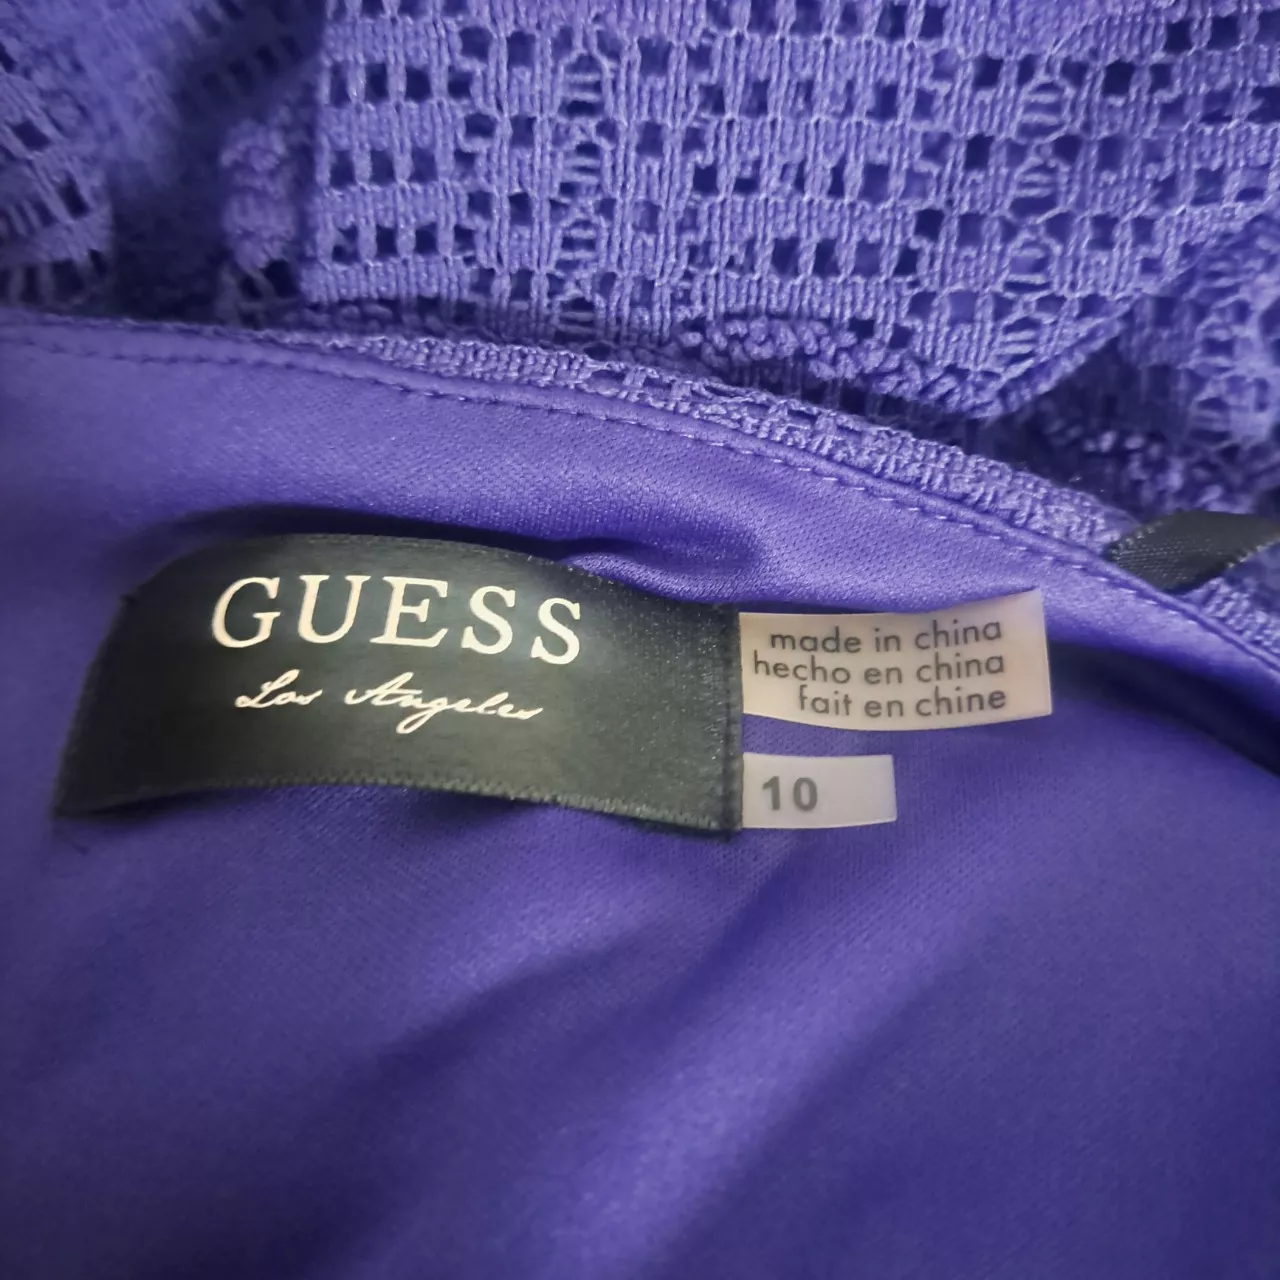 GUESS
Los Angeles
made in china
hecho en china
fait en chine
10